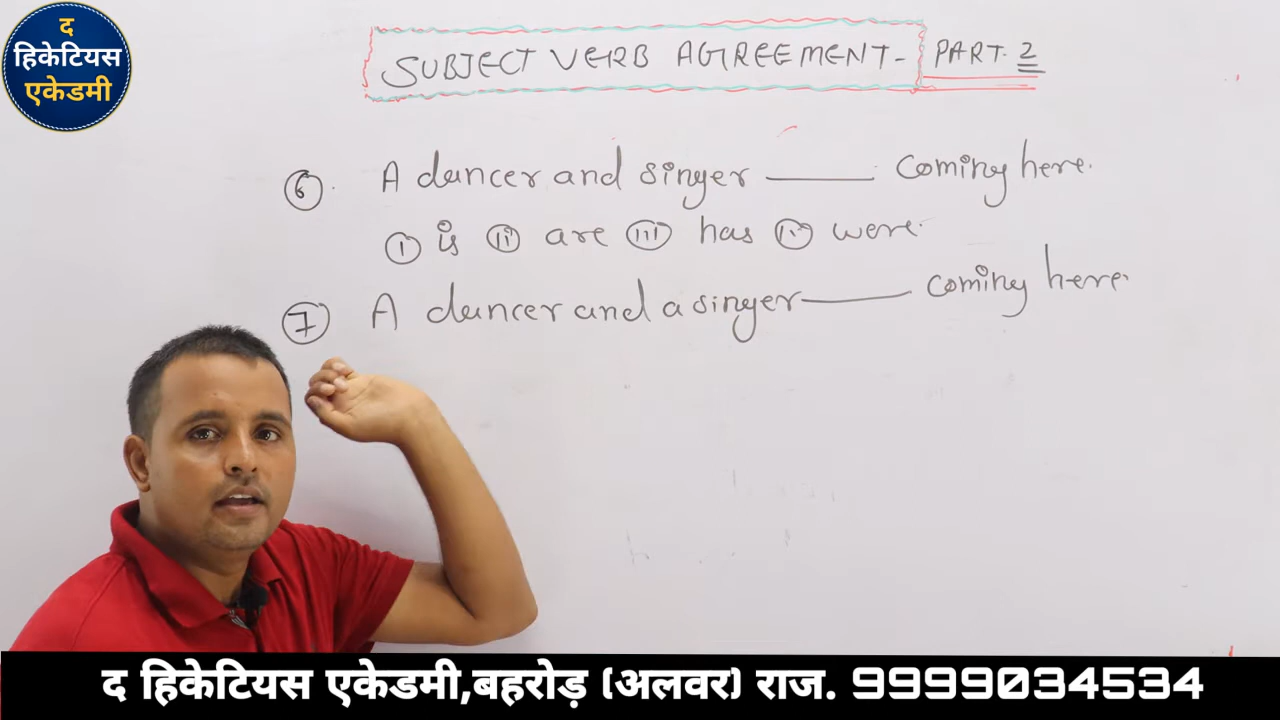 द
हिकेटियस
एकेडमी
SUBJECT VERB AGREEMENT- PART. 2
⑥. A dancer and singer ______ coming here.
ⓘ is ⓘⓘ are ⓘⓘⓘ has ⓘⓥ were.
⑦ A dancer and a singer ______ coming here.
द हिकेटियस एकेडमी,बहरोड़ (अलवर) राज. 9999034534